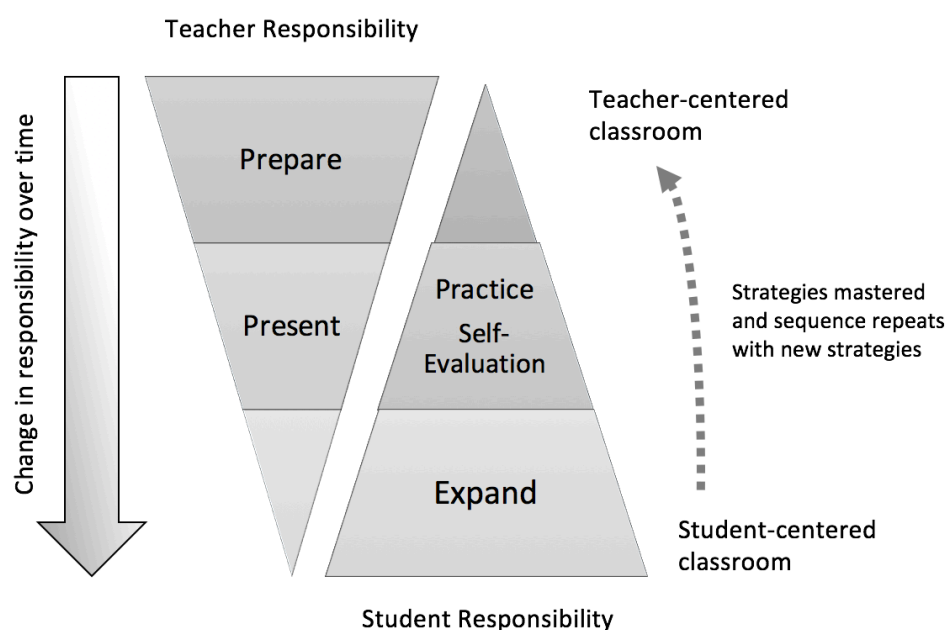 Teacher Responsibility
Change in responsibility over time
Prepare
Present
Practice
Self-
Evaluation
Expand
Teacher-centered
classroom
Strategies mastered
and sequence repeats
with new strategies
Student-centered
classroom
Student Responsibility